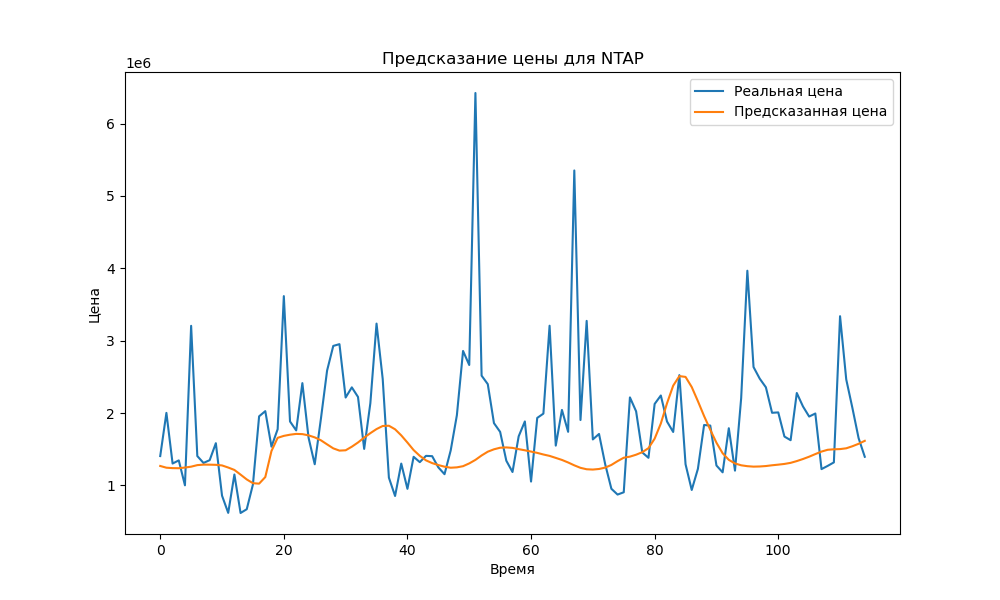 Предсказание цены для NTAP
1e6
Реальная цена
Предсказанная цена
6
5
4
3
2
1
Цена
0 20 40 60 80 100
Время